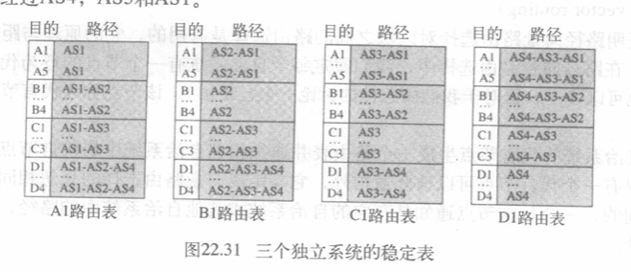 经过AS4，AS3和AS1。
目的 路径
A1 AS1
...
A5 AS1
B1 AS1-AS2
...
B4 AS1-AS2
C1 AS1-AS3
...
C3 AS1-AS3
D1 AS1-AS2-AS4
...
D4 AS1-AS2-AS4
A1路由表
目的 路径
A1 AS2-AS1
...
A5 AS2-AS1
B1 AS2
...
B4 AS2
C1 AS2-AS3
...
C3 AS2-AS3
D1 AS2-AS3-AS4
...
D4 AS2-AS3-AS4
B1路由表
目的 路径
A1 AS3-AS1
...
A5 AS3-AS1
B1 AS3-AS2
...
B4 AS3-AS2
C1 AS3
...
C3 AS3
D1 AS3-AS4
...
D4 AS3-AS4
C1路由表
目的 路径
A1 AS4-AS3-AS1
...
A5 AS4-AS3-AS1
B1 AS4-AS3-AS2
...
B4 AS4-AS3-AS2
C1 AS4-AS3
...
C3 AS4-AS3
D1 AS4
...
D4 AS4
D1路由表
图22.31 三个独立系统的稳定表